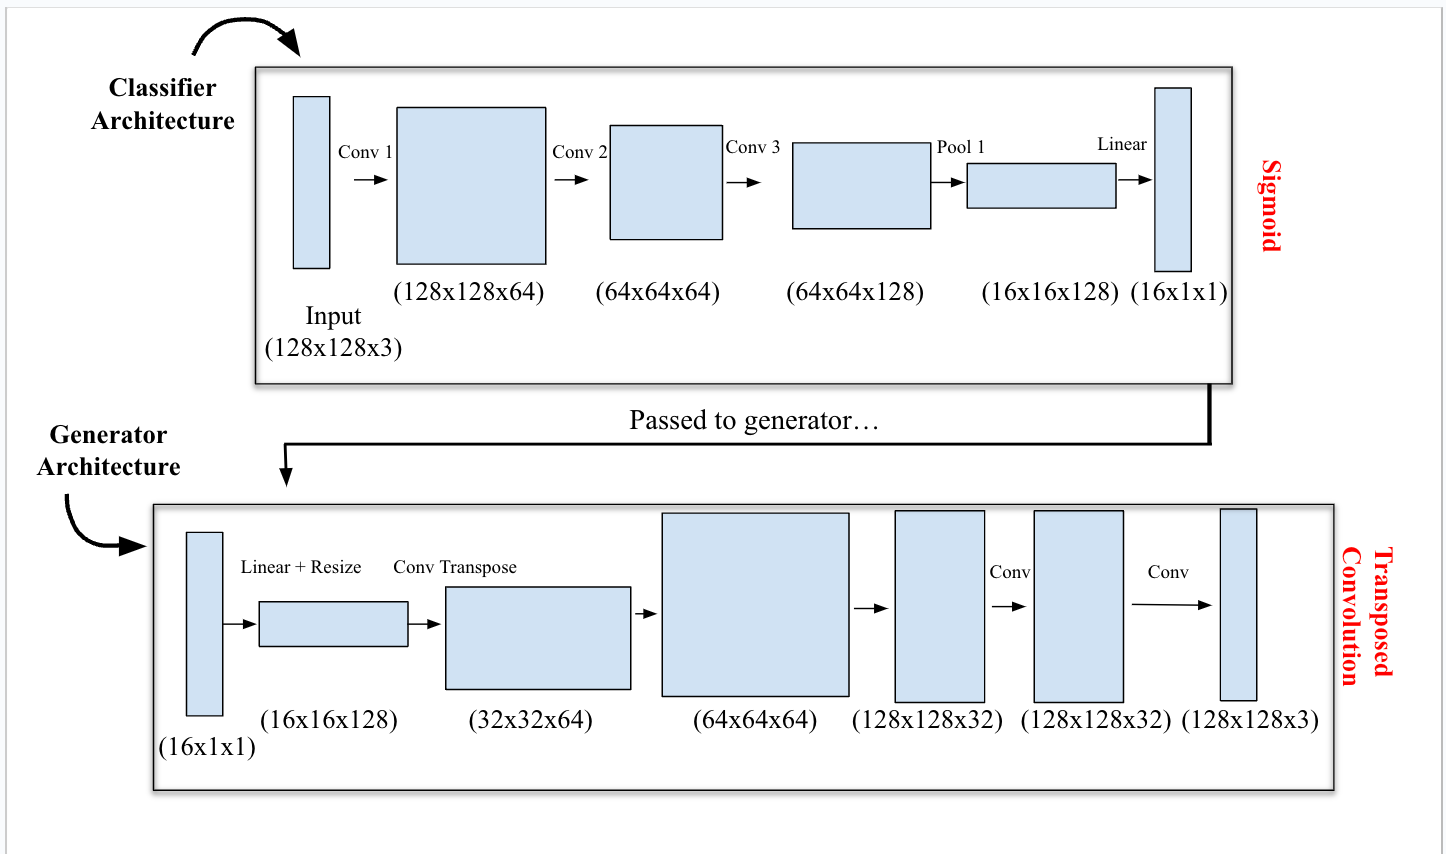 Classifier
Architecture
Conv 1
Conv 2
Conv 3
Pool 1
Linear
Sigmoid
(128x128x64)
(64x64x64)
(64x64x128)
(16x16x128)
(16x1x1)
Input
(128x128x3)
Passed to generator…
Generator
Architecture
Linear + Resize
Conv Transpose
Conv
Conv
Transposed
Convolution
(16x1x1)
(16x16x128)
(32x32x64)
(64x64x64)
(128x128x32)
(128x128x32)
(128x128x3)